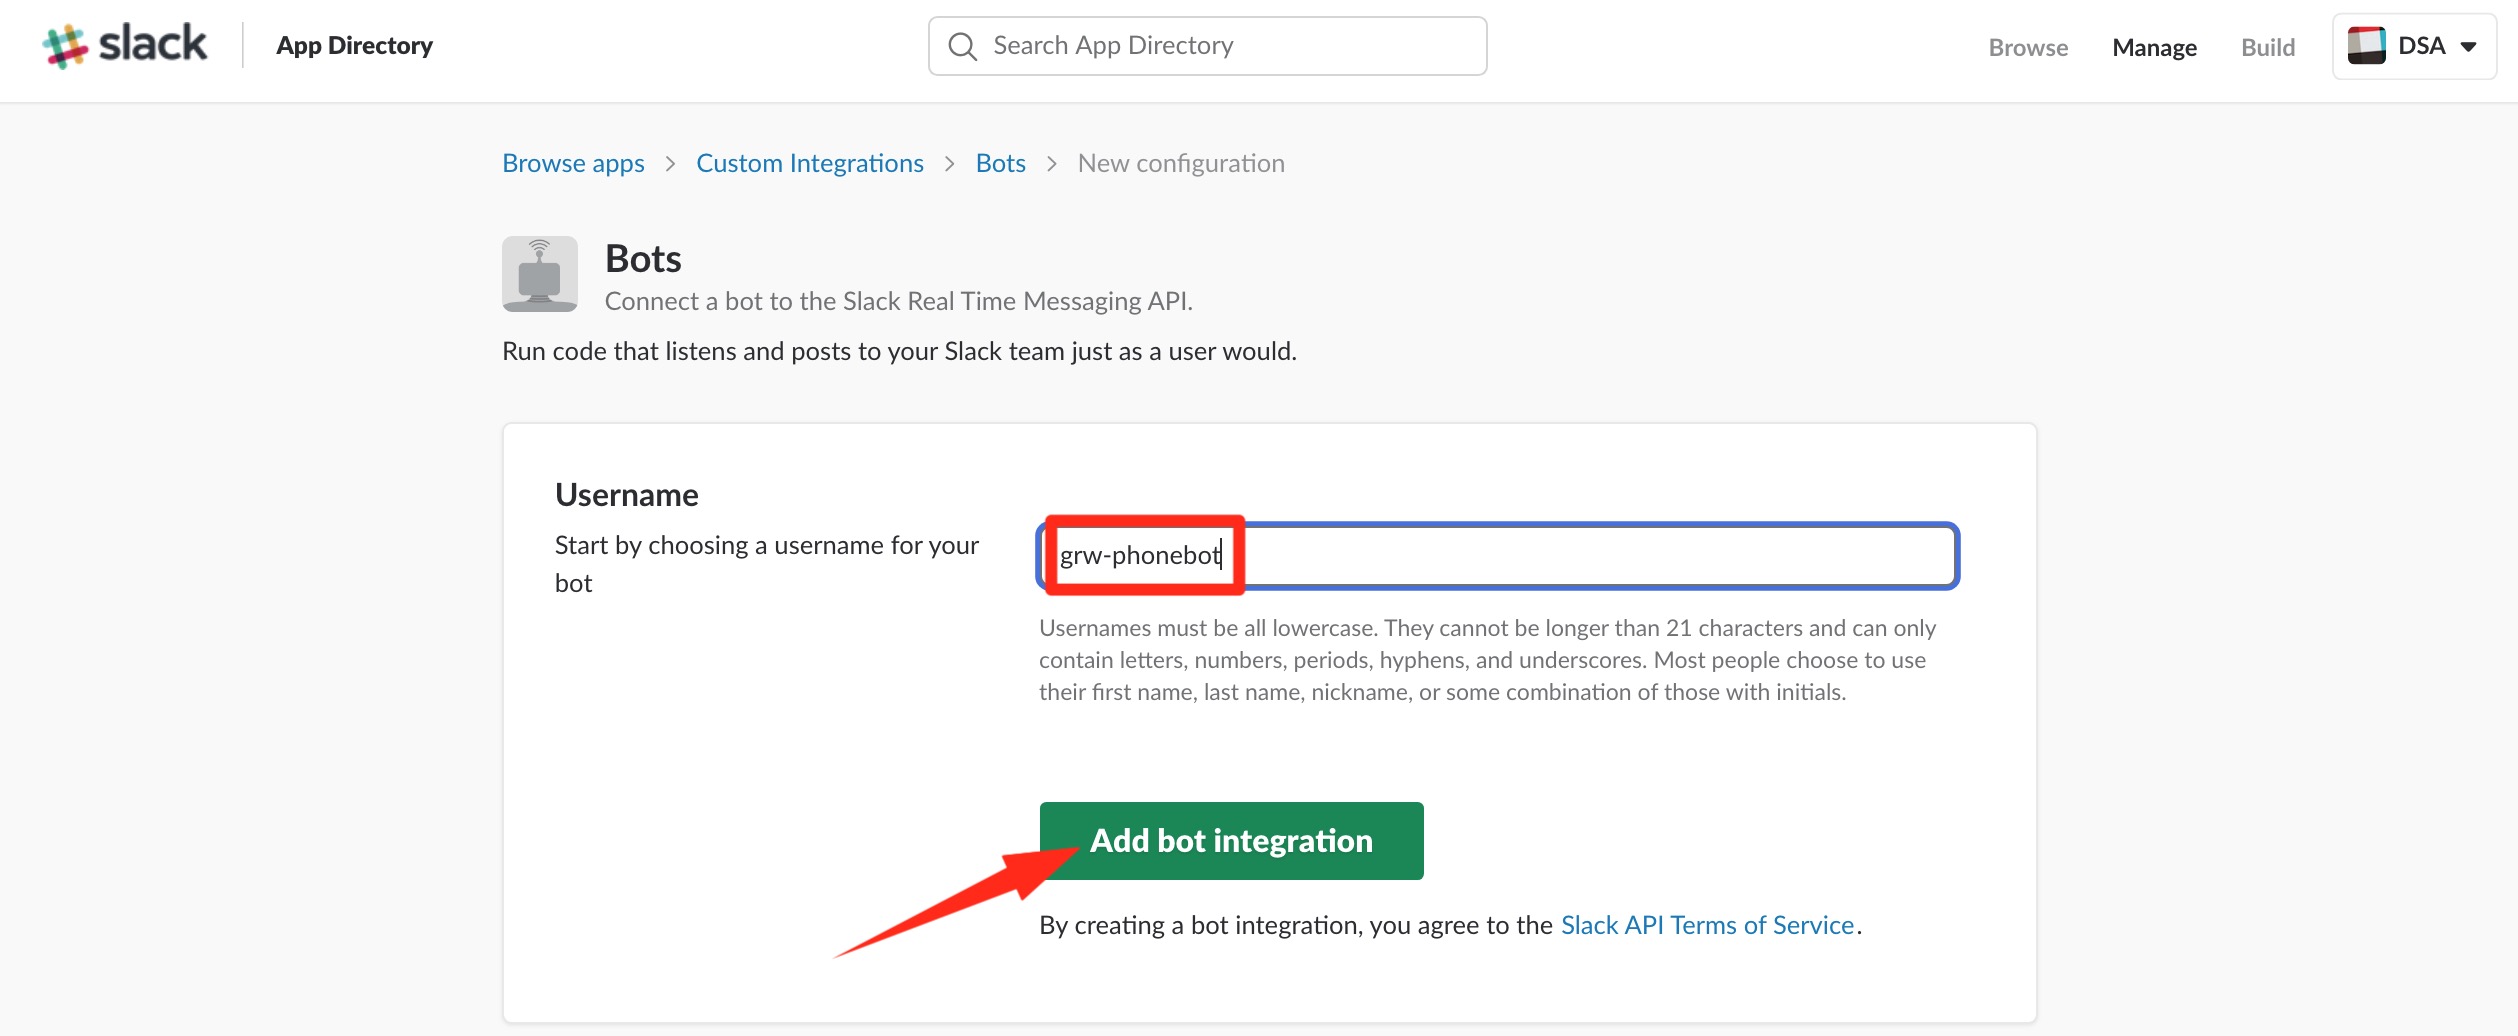 slack App Directory Search App Directory Browse Manage Build DSA
Browse apps > Custom Integrations > Bots > New configuration
Bots
Connect a bot to the Slack Real Time Messaging API.
Run code that listens and posts to your Slack team just as a user would.
Username
Start by choosing a username for your
bot
grw-phonebot
Usernames must be all lowercase. They cannot be longer than 21 characters and can only
contain letters, numbers, periods, hyphens, and underscores. Most people choose to use
their first name, last name, nickname, or some combination of those with initials.
Add bot integration
By creating a bot integration, you agree to the Slack API Terms of Service.